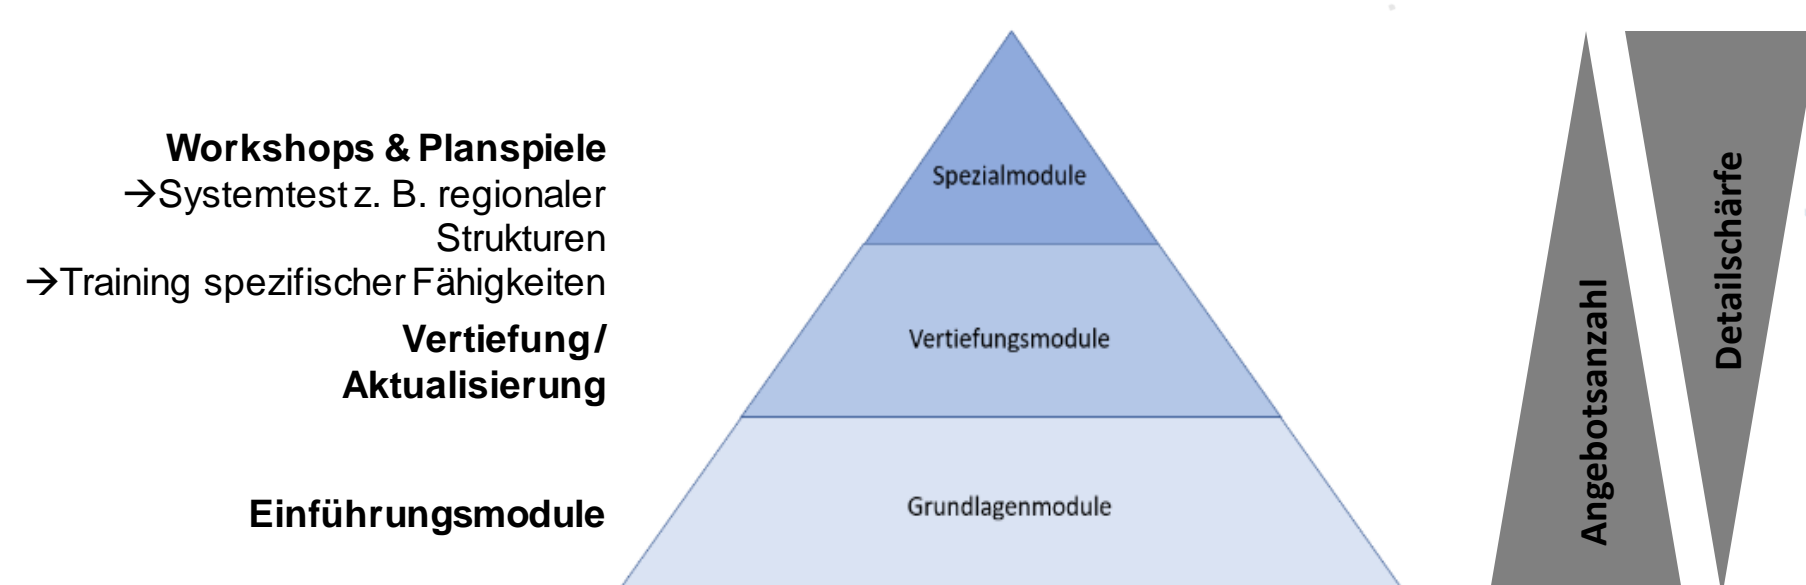 Workshops & Planspiele
→Systemtest z. B. regionaler
Strukturen
→Training spezifischer Fähigkeiten
Vertiefung/
Aktualisierung
Einführungsmodule
Spezialmodule
Vertiefungsmodule
Grundlagenmodule
Angebotsanzahl
Detailschärfe